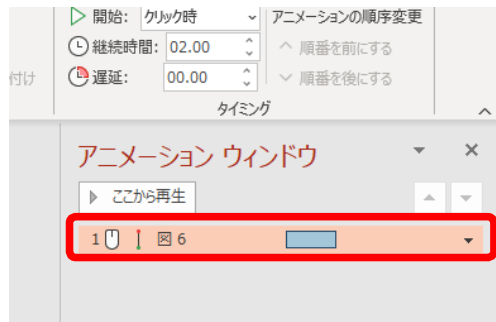 開始: クリック時
アニメーションの順序変更
継続時間: 02.00
順番を前にする
付け
遅延: 00.00
順番を後にする
タイミング
アニメーション ウィンドウ
ここから再生
1 図 6